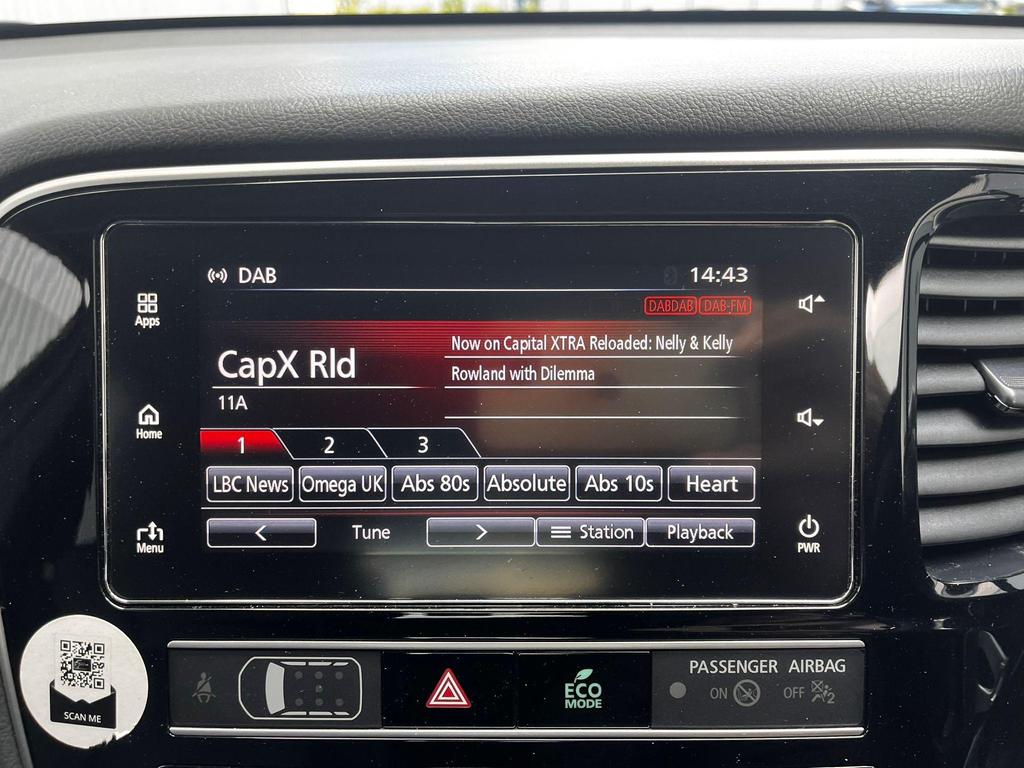 DAB
14:43
DABDAB DAB-FM
Apps
Now on Capital XTRA Reloaded: Nelly & Kelly
CapX Rld
Rowland with Dilemma
11A
Home
1 2 3
LBC News Omega UK Abs 80s Absolute Abs 10s Heart
< Tune > Station Playback
Menu
PWR
PASSENGER AIRBAG
ON OFF 2
ECO
MODE
SCAN ME